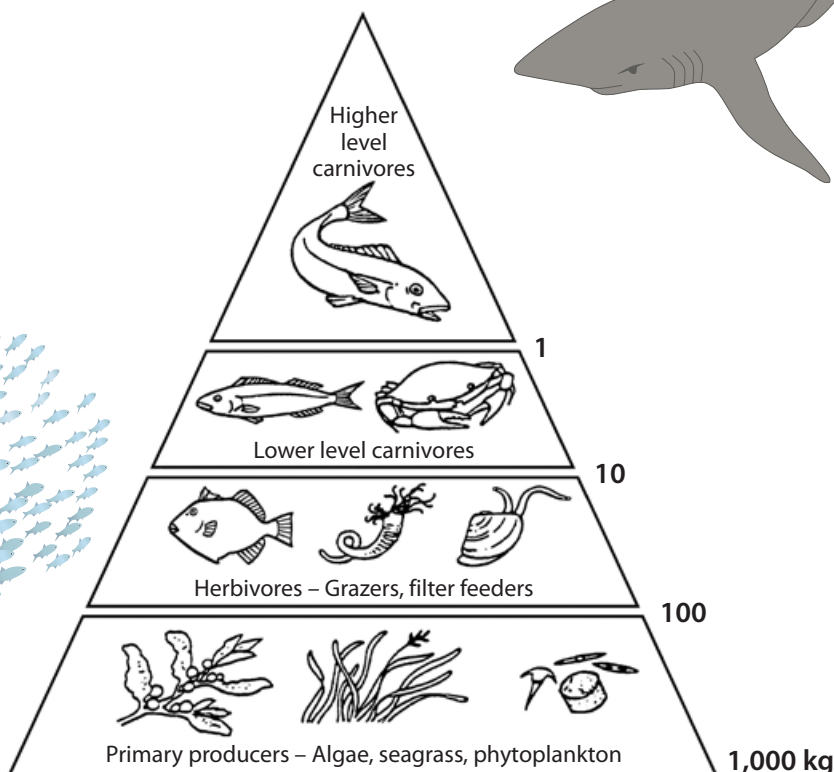 Higher
level
carnivores
1
Lower level carnivores
10
Herbivores – Grazers, filter feeders
100
Primary producers – Algae, seagrass, phytoplankton
1,000 kg